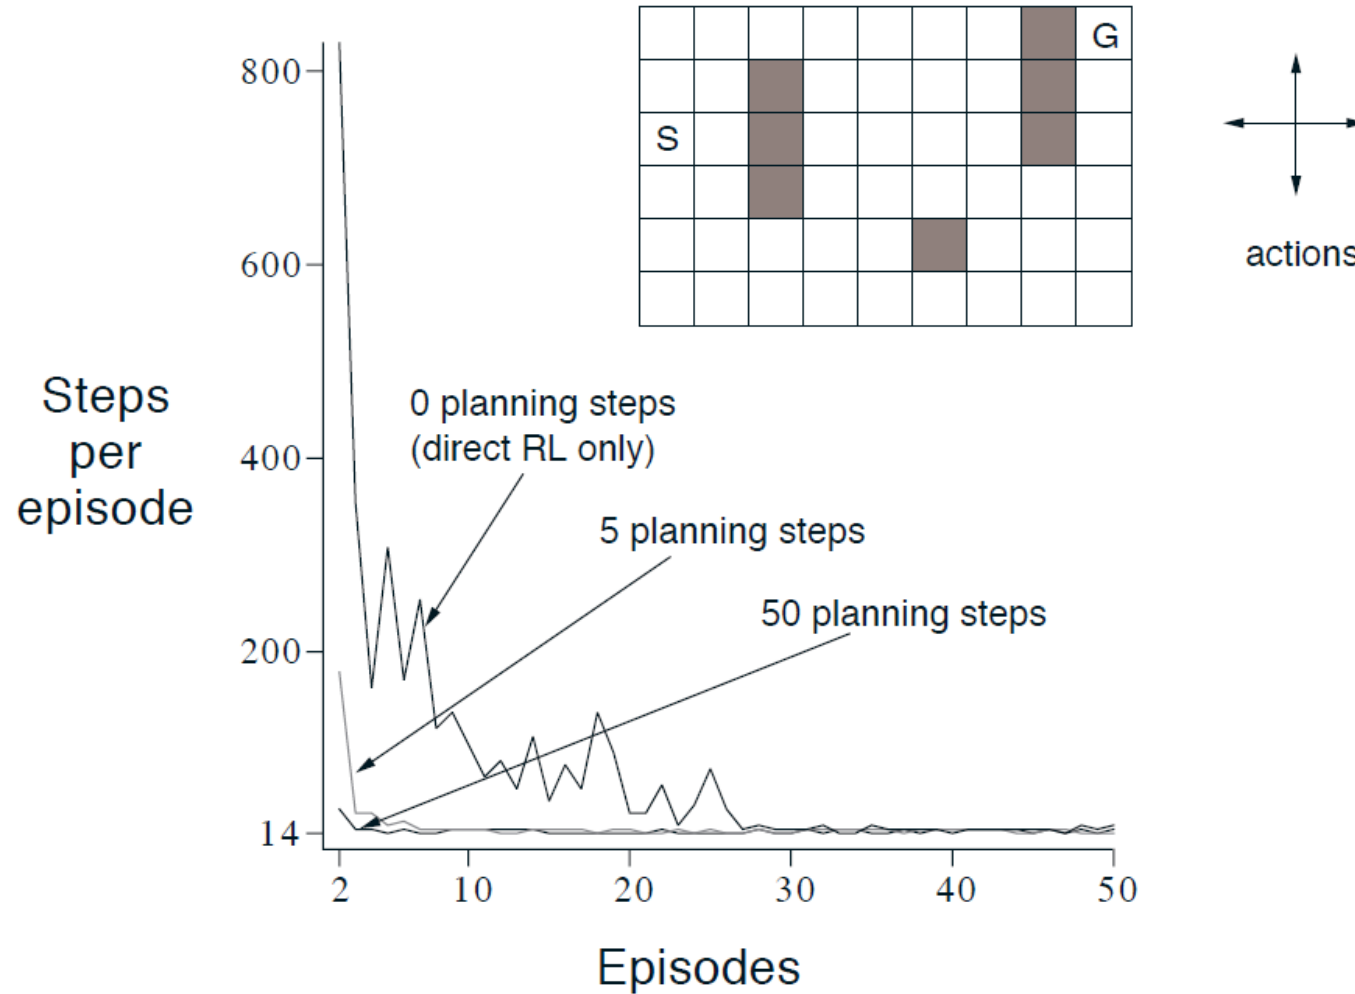 800
600
400
200
14
2
10
20
30
40
50
Steps
per
episode
Episodes
0 planning steps
(direct RL only)
5 planning steps
50 planning steps
G
S
actions